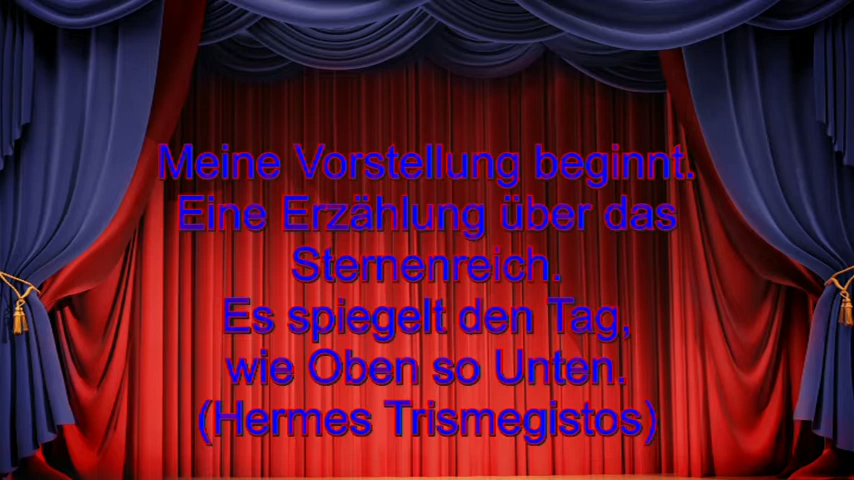 Meine Vorstellung beginnt.
Eine Erzählung über das
Sternenreich.
Es spiegelt den Tag,
wie Oben so Unten.
(Hermes Trismegistos)